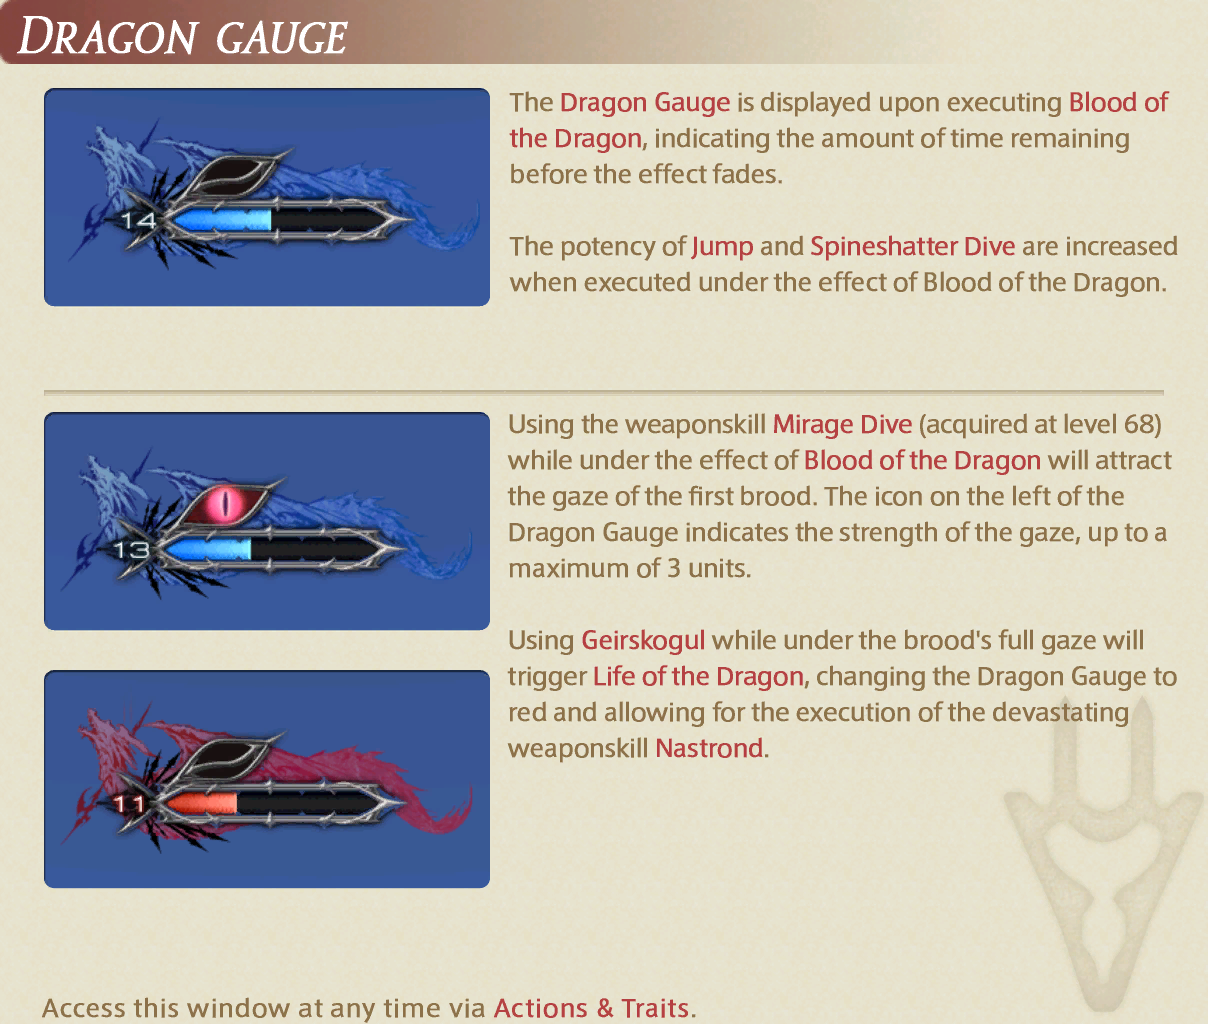 DRAGON GAUGE
14
The Dragon Gauge is displayed upon executing Blood of
the Dragon, indicating the amount of time remaining
before the effect fades.
The potency of Jump and Spineshatter Dive are increased
when executed under the effect of Blood of the Dragon.
13
Using the weaponskill Mirage Dive (acquired at level 68)
while under the effect of Blood of the Dragon will attract
the gaze of the first brood. The icon on the left of the
Dragon Gauge indicates the strength of the gaze, up to a
maximum of 3 units.
11
Using Geirskogul while under the brood's full gaze will
trigger Life of the Dragon, changing the Dragon Gauge to
red and allowing for the execution of the devastating
weaponskill Nastrond.
Access this window at any time via Actions & Traits.